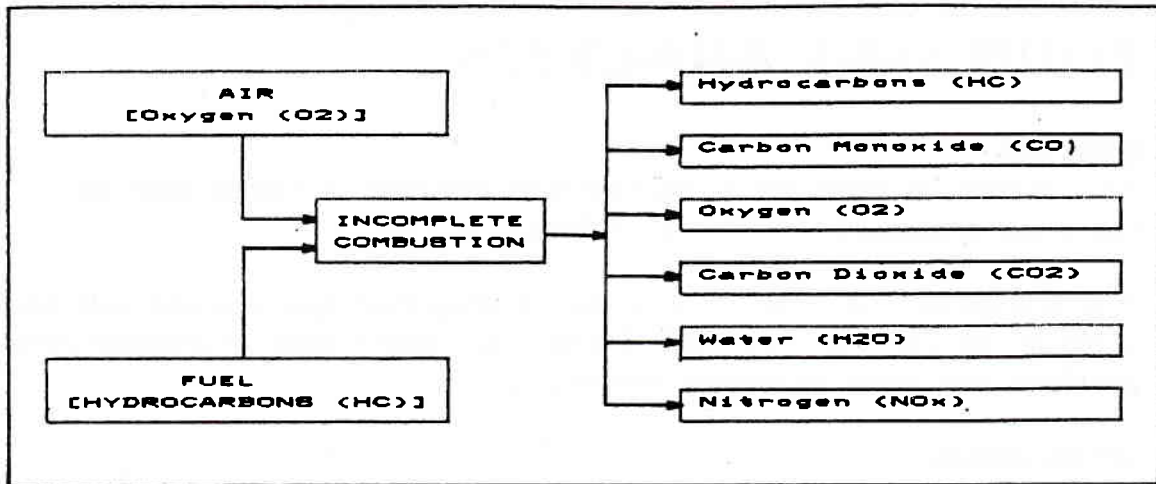 AIR
[Oxygen (O2)]
INCOMPLETE
COMBUSTION
FUEL
[HYDROCARBONS (HC)]
Hydrocarbons (HC)
Carbon Monoxide (CO)
Oxygen (O2)
Carbon Dioxide (CO2)
Water (H2O)
Nitrogen (NOx)